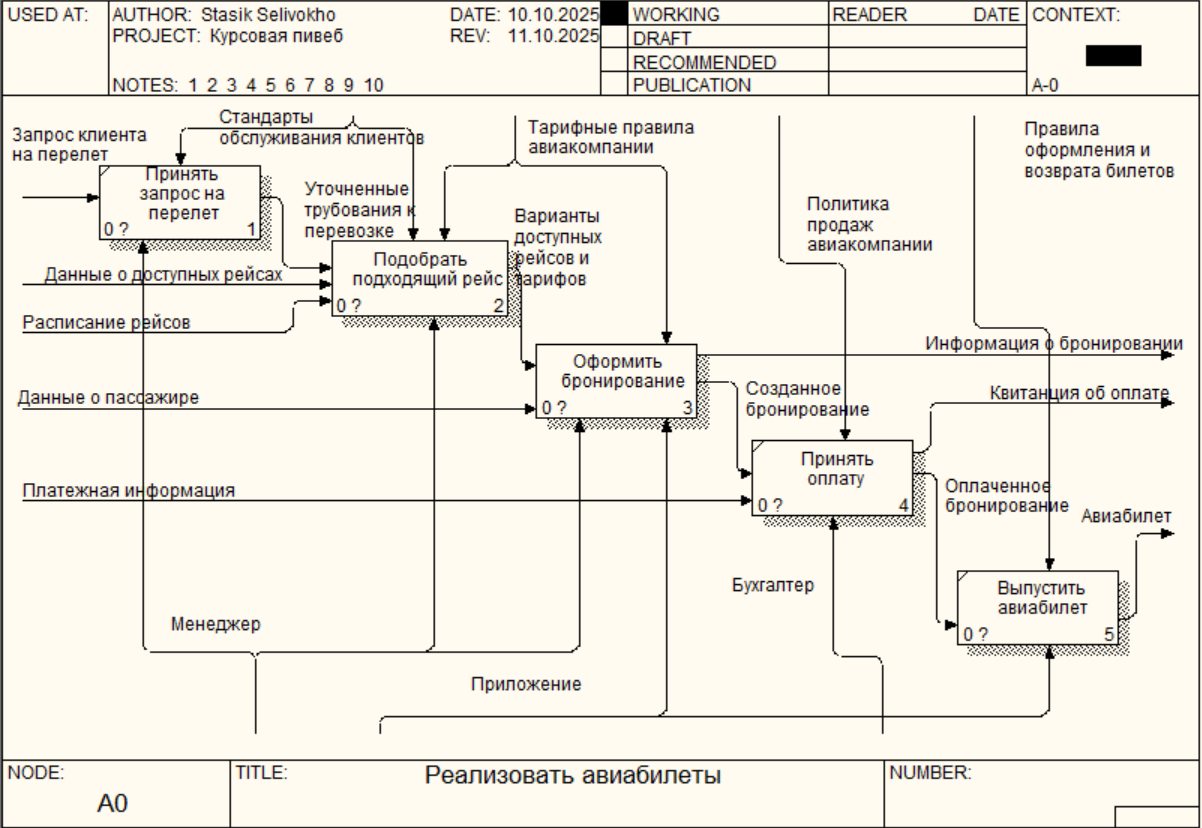 USED AT:
AUTHOR: Stasik Selivokho
DATE: 10.10.2025
PROJECT: Курсовая пивеб
REV: 11.10.2025
NOTES: 1 2 3 4 5 6 7 8 9 10
WORKING
DRAFT
RECOMMENDED
PUBLICATION
READER
DATE
CONTEXT:
A-0
Запрос клиента
на перелет
Стандарты
обслуживания клиентов
Тарифные правила
авиакомпании
Правила
оформления и
возврата билетов
Принять
запрос на
перелет
0 ?
1
Уточненные
трубования к
перевозке
Варианты
доступных
рейсов и
тарифов
Политика
продаж
авиакомпании
Данные о доступных рейсах
Подобрать
подходящий рейс
0 ?
2
Расписание рейсов
Информация о бронировании
Оформить
бронирование
0 ?
3
Данные о пассажире
Созданное
бронирование
Квитанция об оплате
Принять
оплату
0 ?
4
Платежная информация
Оплаченное
бронирование
Авиабилет
Бухгалтер
Выпустить
авиабилет
0 ?
5
Менеджер
Приложение
NODE:
A0
TITLE:
Реализовать авиабилеты
NUMBER: